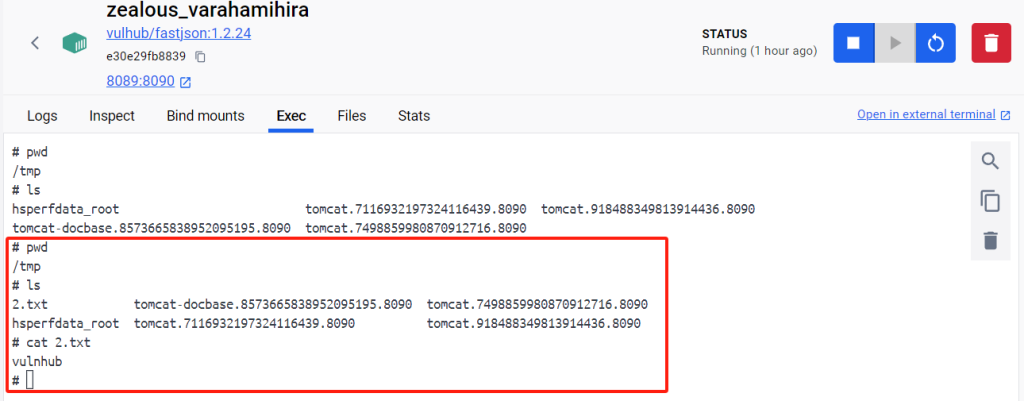 zealous_varahamihira
vulhub/fastjson:1.2.24
e30e29fb8839
8089:8090
STATUS
Running (1 hour ago)
Logs Inspect Bind mounts Exec Files Stats
Open in external terminal
# pwd
/tmp
# ls
hsperfdata_root tomcat.7116932197324116439.8090 tomcat.918488349813914436.8090
tomcat-docbase.8573665838952095195.8090 tomcat.7498859980870912716.8090
# pwd
/tmp
# ls
2.txt tomcat-docbase.8573665838952095195.8090 tomcat.7498859980870912716.8090
hsperfdata_root tomcat.7116932197324116439.8090 tomcat.918488349813914436.8090
# cat 2.txt
vulnhub
#